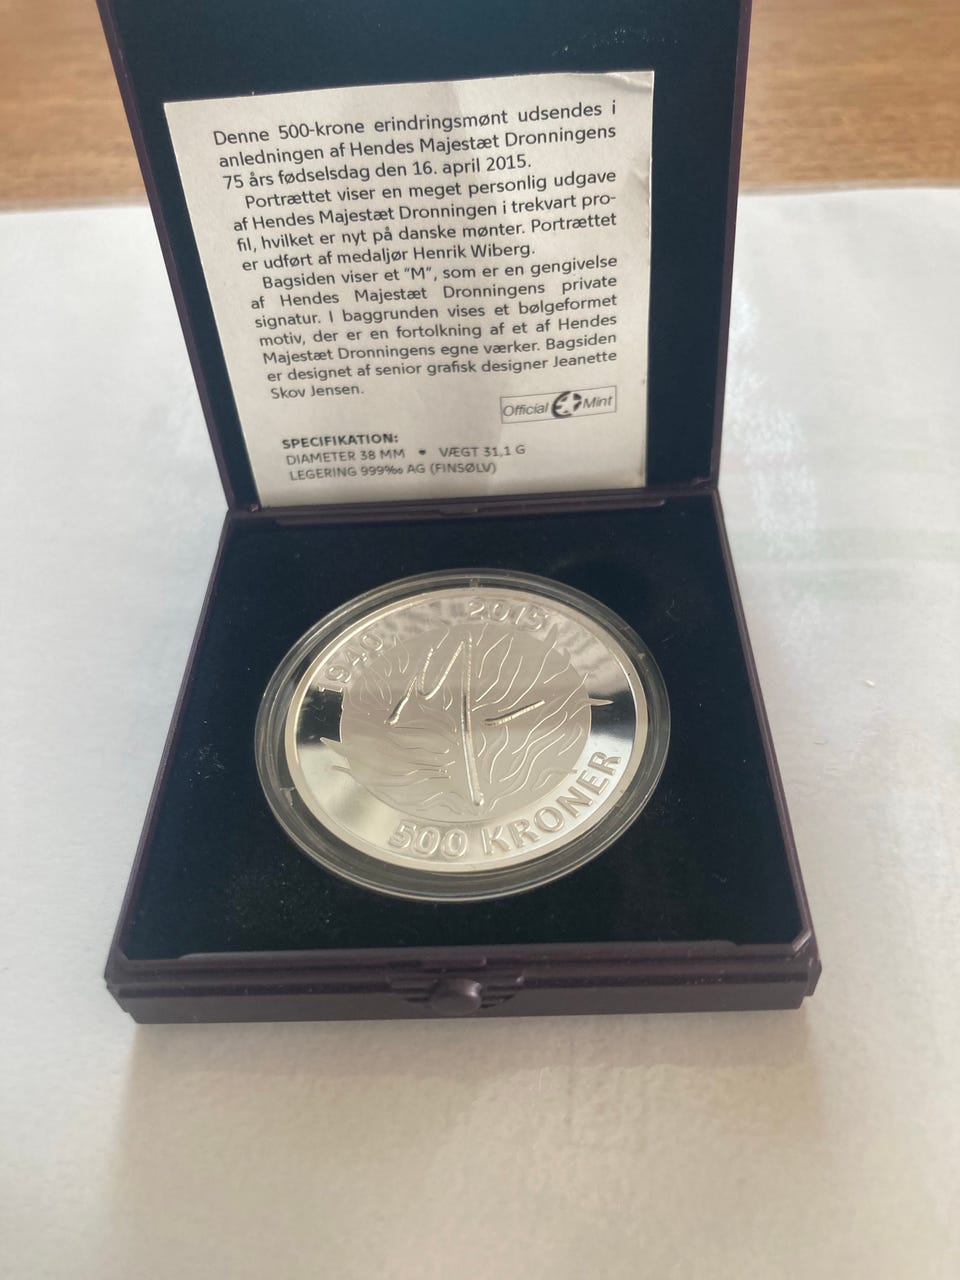 Denne 500-krone erindringsmønt udsendes i
anledningen af Hendes Majestæt Dronningens
75 års fødselsdag den 16. april 2015.
Portrættet viser en meget personlig udgave
af Hendes Majestæt Dronningen i trekvart pro-
fil, hvilket er nyt på danske mønter. Portrættet
er udført af medaljør Henrik Wiberg.
Bagsiden viser et "M", som er en gengivelse
af Hendes Majestæt Dronningens private
signatur. I baggrunden vises et bølgeformet
motiv, der er en fortolkning af et af Hendes
Majestæt Dronningens egne værker. Bagsiden
er designet af senior grafisk designer Jeanette
Skov Jensen.
Official Mint
SPECIFIKATION:
DIAMETER 38 MM • VÆGT 31,1 G
LEGERING 999‰ AG (FINSØLV)
1940 2015
M
500 KRONER